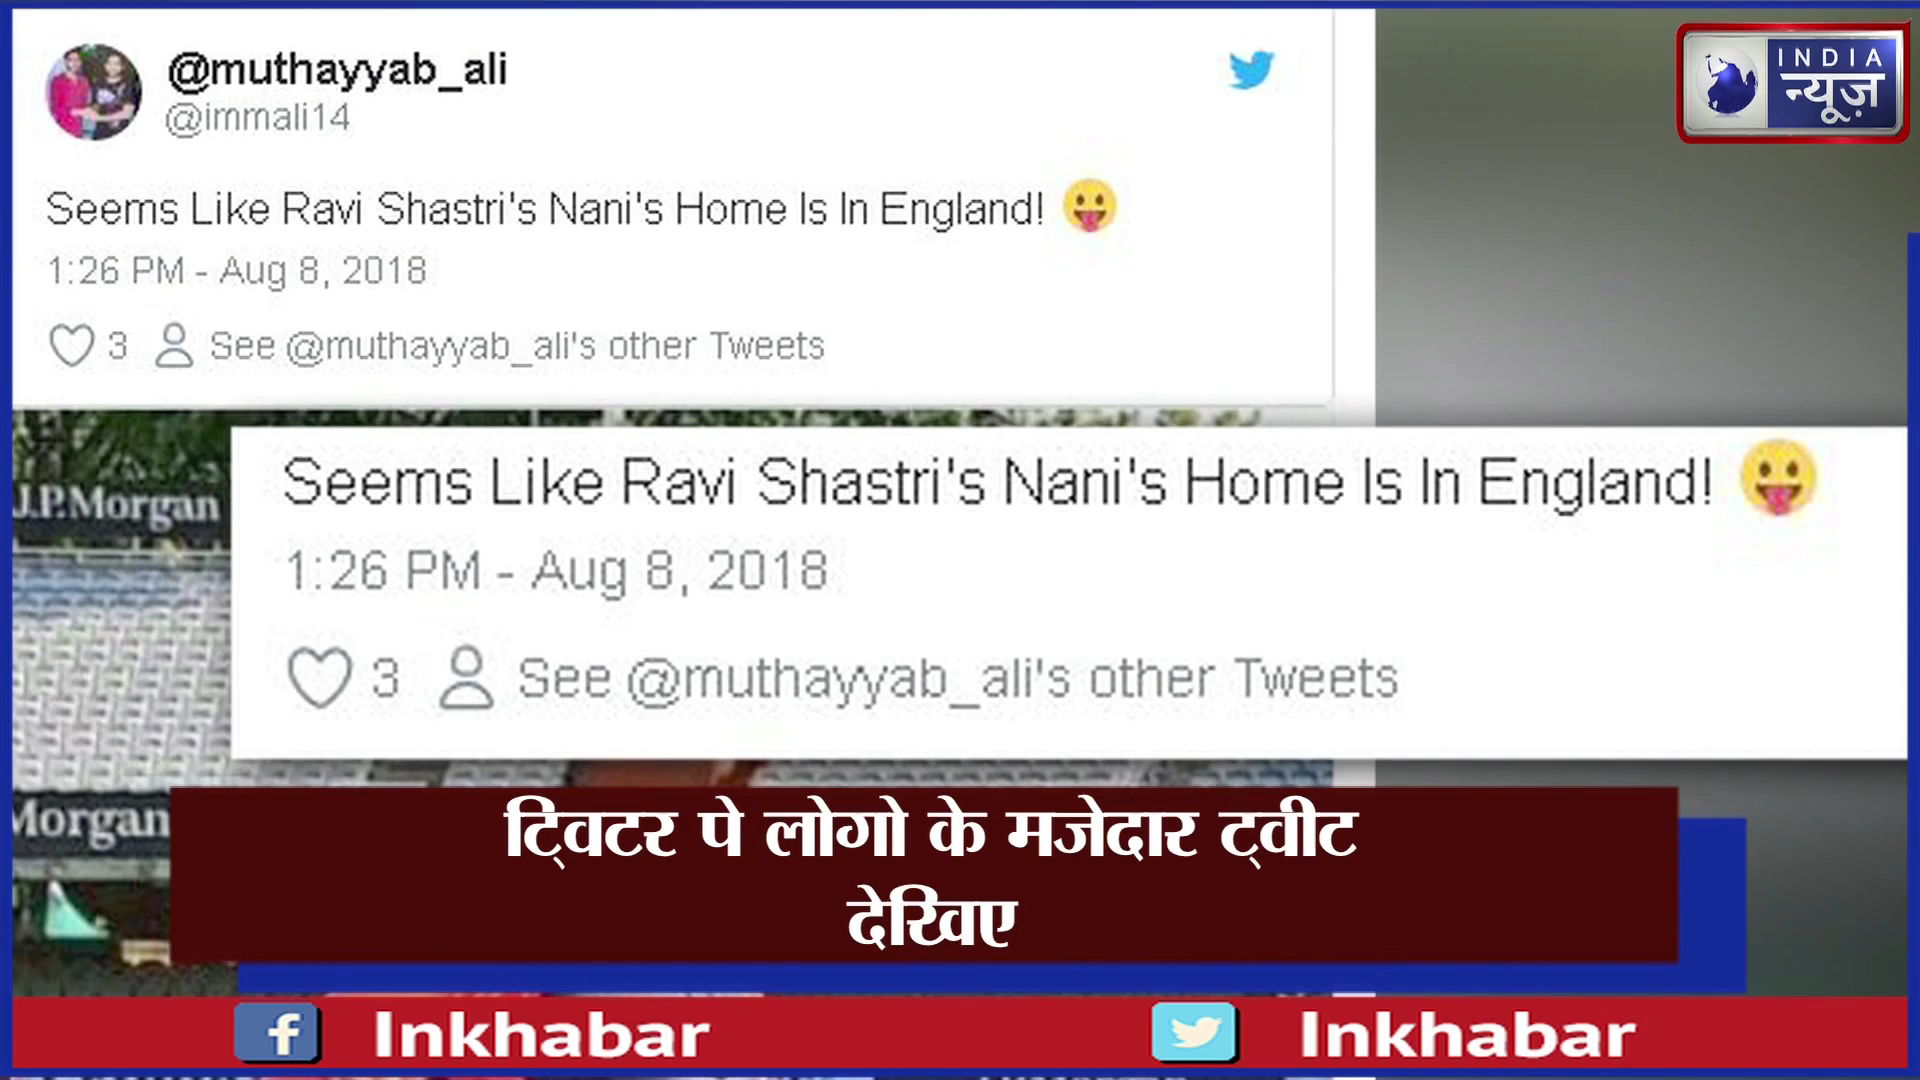 @muthayyab_ali
@immali14
INDIA
न्यूज़
Seems Like Ravi Shastri's Nani's Home Is In England! 😛
1:26 PM - Aug 8, 2018
3 See @muthayyab_ali's other Tweets
J.P.Morgan
Seems Like Ravi Shastri's Nani's Home Is In England! 😛
1:26 PM - Aug 8, 2018
3 See @muthayyab_ali's other Tweets
Morgan
ट्विटर पे लोगो के मजेदार ट्वीट
देखिए
f Inkhabar Inkhabar